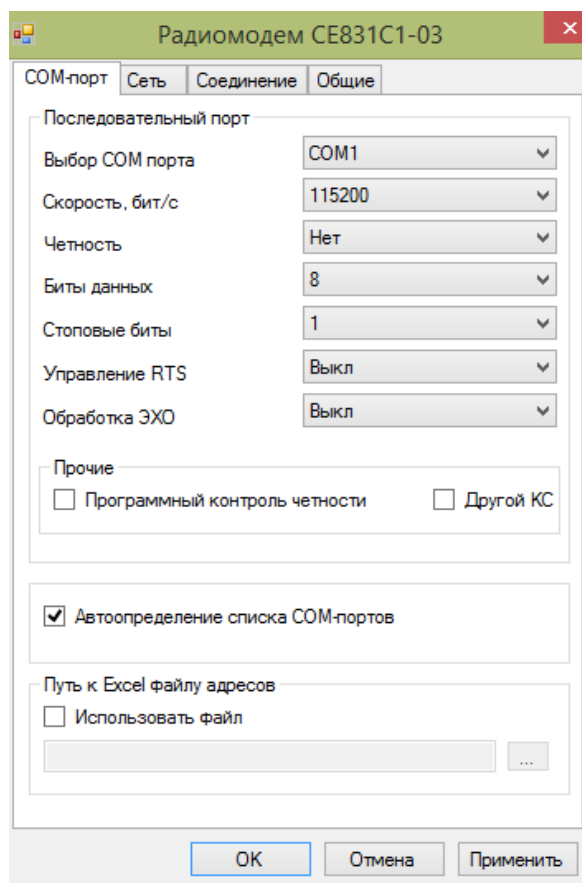 Радиомодем CE831C1-03
COM-порт Сеть Соединение Общие
Последовательный порт
Выбор COM порта COM1
Скорость, бит/с 115200
Четность Нет
Биты данных 8
Стоповые биты 1
Управление RTS Выкл
Обработка ЭХО Выкл
Прочие
Программный контроль четности Другой КС
Автоопределение списка COM-портов
Путь к Excel файлу адресов
Использовать файл
...
OK Отмена Применить